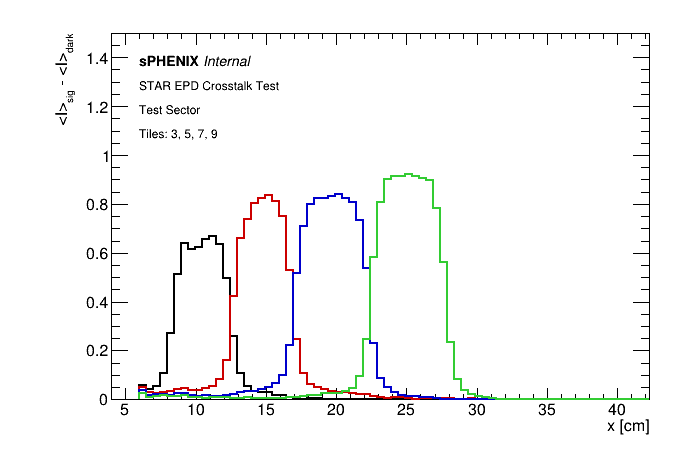 <I>sig - <I>dark
sPHENIX Internal
STAR EPD Crosstalk Test
Test Sector
Tiles: 3, 5, 7, 9
1.4
1.2
1
0.8
0.6
0.4
0.2
0
5 10 15 20 25 30 35 40
x [cm]